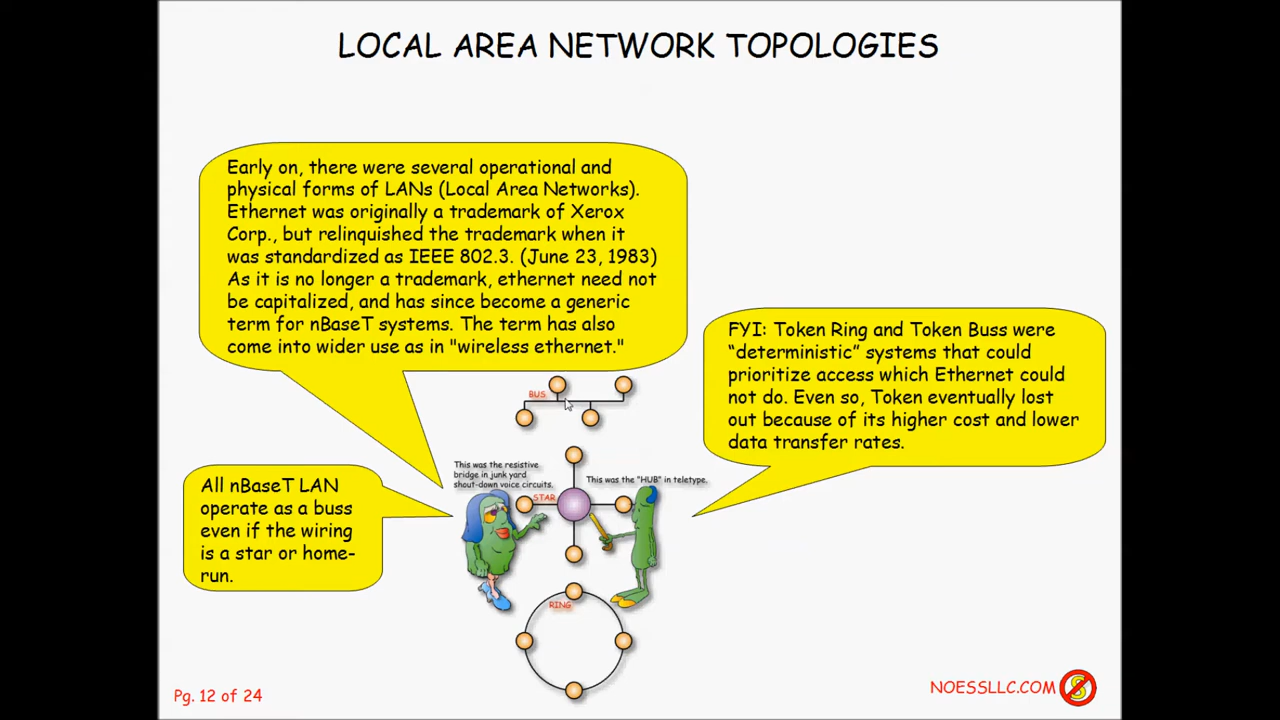 LOCAL AREA NETWORK TOPOLOGIES
Early on, there were several operational and
physical forms of LANs (Local Area Networks).
Ethernet was originally a trademark of Xerox
Corp., but relinquished the trademark when it
was standardized as IEEE 802.3. (June 23, 1983)
As it is no longer a trademark, ethernet need not
be capitalized, and has since become a generic
term for nBaseT systems. The term has also
come into wider use as in "wireless ethernet."
FYI: Token Ring and Token Buss were
“deterministic” systems that could
prioritize access which Ethernet could
not do. Even so, Token eventually lost
out because of its higher cost and lower
data transfer rates.
BUS
This was the resistive
bridge in junk yard
shout-down voice circuits.
This was the "HUB" in teletype.
STAR
All nBaseT LAN
operate as a buss
even if the wiring
is a star or home-
run.
RING
Pg. 12 of 24
NOESSLLC.COM
S